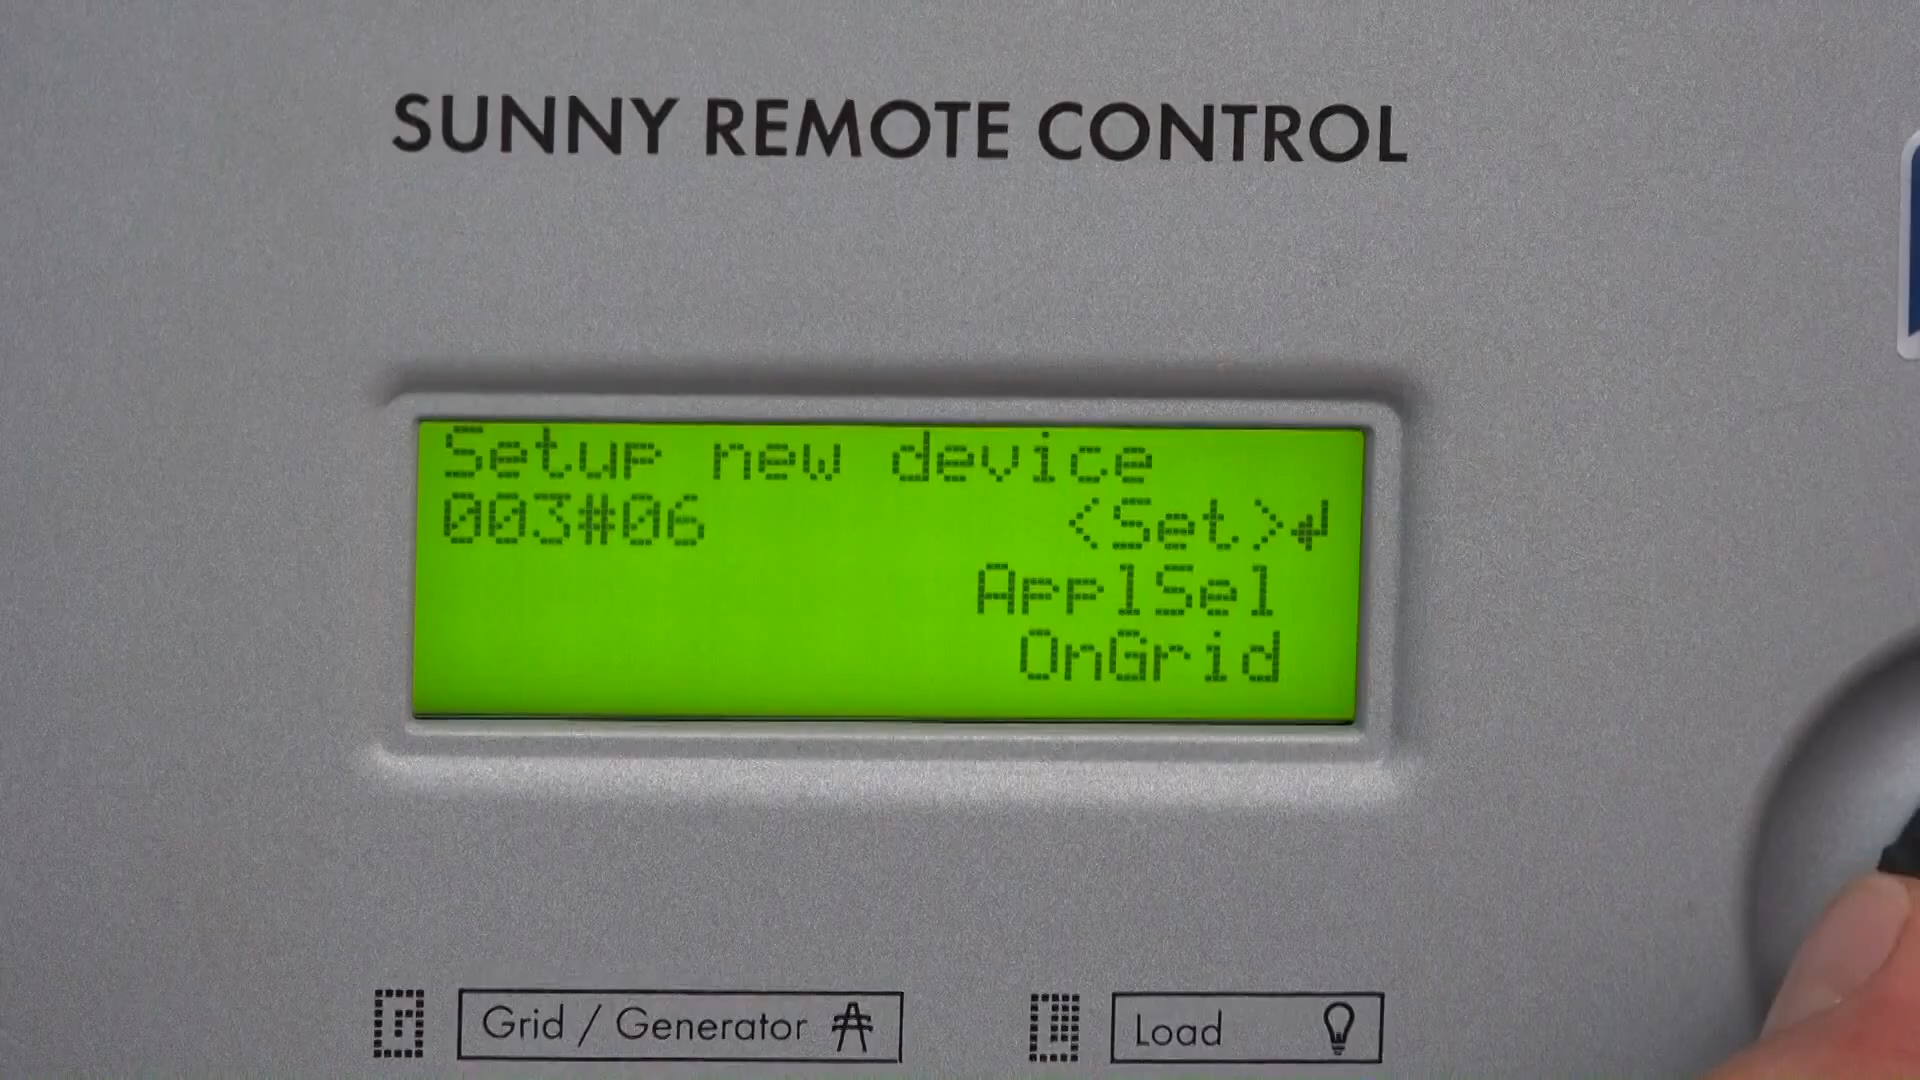 SUNNY REMOTE CONTROL
Setup new device
003#06 <Set>↵
ApplSel
OnGrid
Grid / Generator
Load